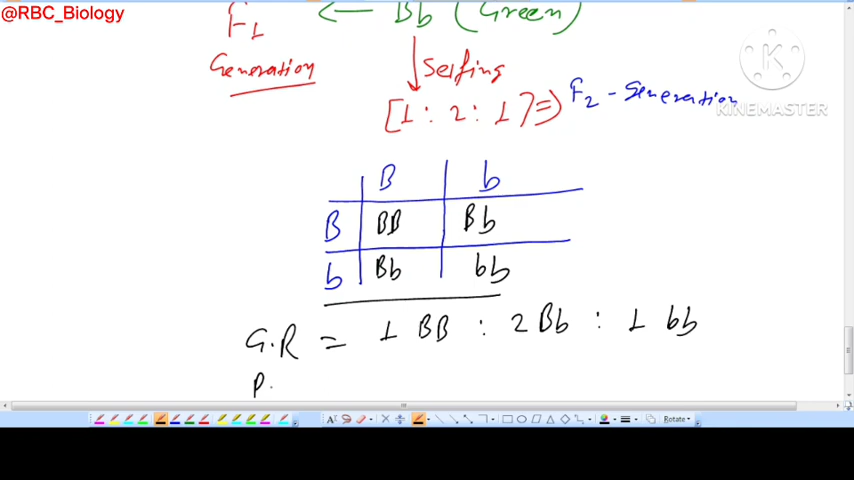 @RBC_Biology
F1 ← Bb (Green)
Generation
Selfing
[1 : 2 : 1] ⇒ F2 - Generation
K
KINEMASTER
B b
B BB Bb
b Bb bb
G.R = 1 BB : 2 Bb : 1 bb
P.
Rotate